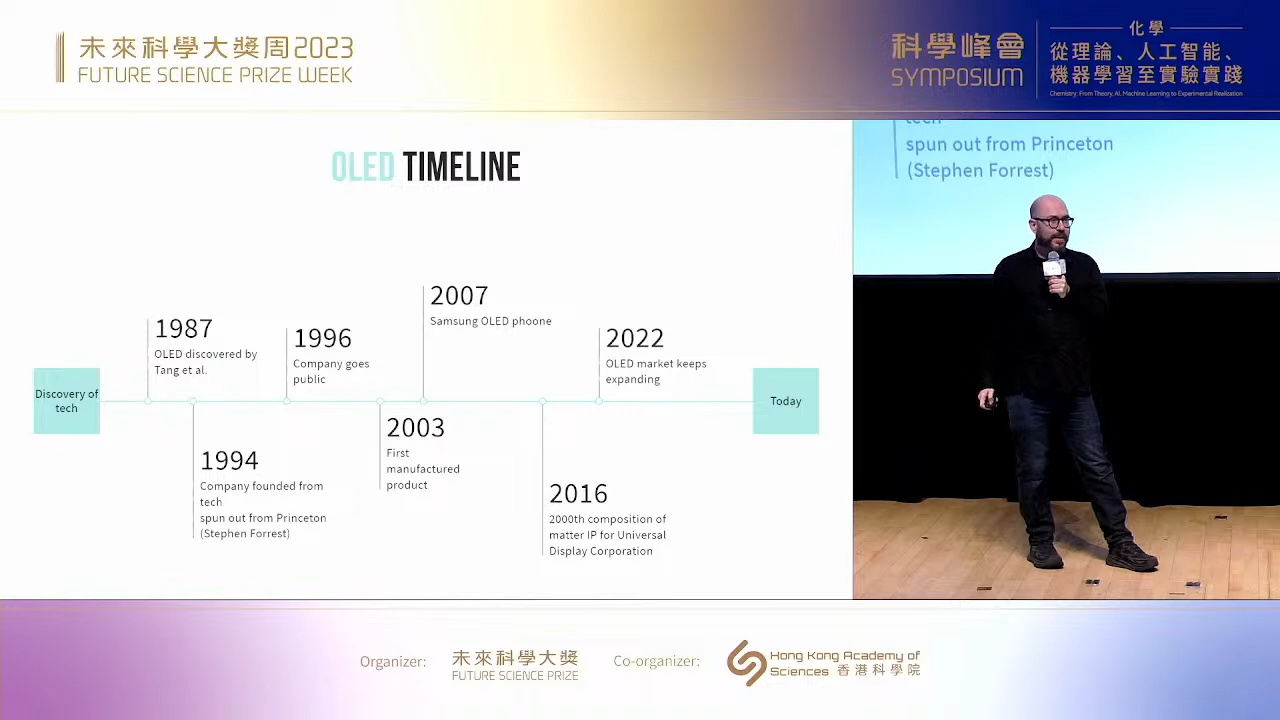 未來科學大獎周2023
FUTURE SCIENCE PRIZE WEEK
科學峰會
SYMPOSIUM
化學
從理論、人工智能、
機器學習至實驗實踐
Chemistry: From Theory, AI, Machine Learning to Experimental Realization
OLED TIMELINE
Discovery of
tech
1987
OLED discovered by
Tang et al.
1994
Company founded from
tech
spun out from Princeton
(Stephen Forrest)
1996
Company goes
public
2003
First
manufactured
product
2007
Samsung OLED phoone
2016
2000th composition of
matter IP for Universal
Display Corporation
2022
OLED market keeps
expanding
Today
tech
spun out from Princeton
(Stephen Forrest)
Organizer:
未來科學大獎
FUTURE SCIENCE PRIZE
Co-organizer:
Hong Kong Academy of
Sciences 香港科學院